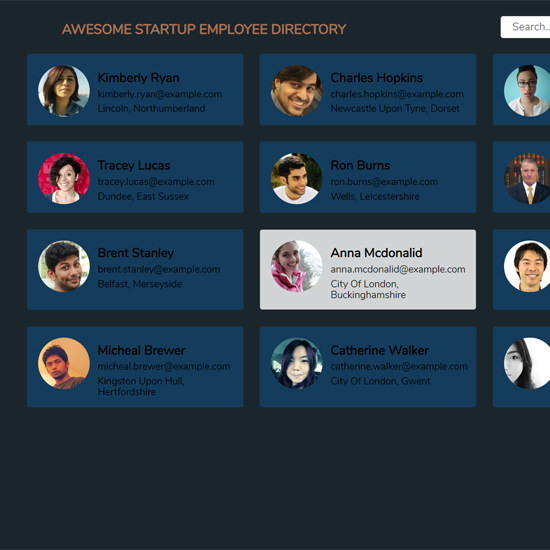 AWESOME STARTUP EMPLOYEE DIRECTORY
Search..
Kimberly Ryan
kimberly.ryan@example.com
Lincoln, Northumberland
Charles Hopkins
charles.hopkins@example.com
Newcastle Upon Tyne, Dorset
Tracey Lucas
tracey.lucas@example.com
Dundee, East Sussex
Ron Burns
ron.burns@example.com
Wells, Leicestershire
Brent Stanley
brent.stanley@example.com
Belfast, Merseyside
Anna Mcdonalid
anna.mcdonalid@example.com
City Of London,
Buckinghamshire
Micheal Brewer
micheal.brewer@example.com
Kingston Upon Hull,
Hertfordshire
Catherine Walker
catherine.walker@example.com
City Of London, Gwent